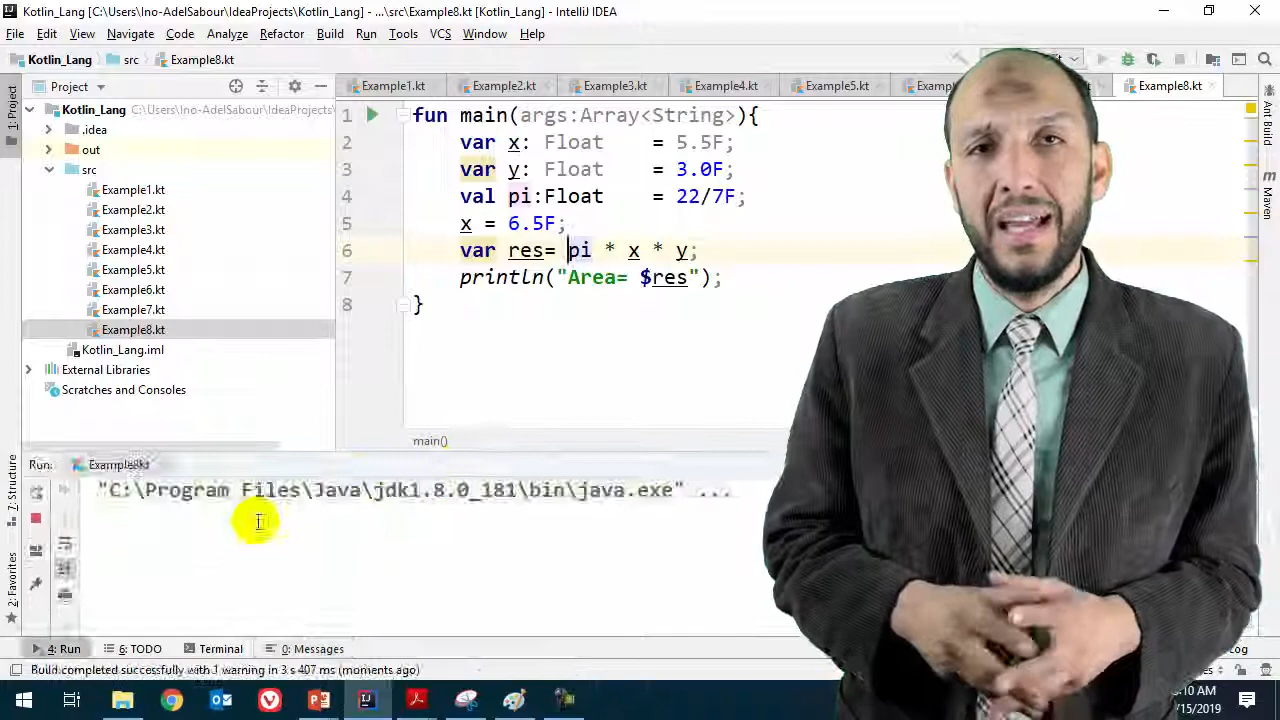 Kotlin_Lang [C:\Users\Ino-AdelSabour\IdeaProjects\Kotlin_Lang] - ...\src\Example8.kt [Kotlin_Lang] - IntelliJ IDEA
File Edit View Navigate Code Analyze Refactor Build Run Tools VCS Window Help
Kotlin_Lang src Example8.kt
Project
Example1.kt Example2.kt Example3.kt Example4.kt Example5.kt Example8.kt
1: Project
Kotlin_Lang C:\Users\Ino-AdelSabour\IdeaProjects\
.idea
out
src
Example1.kt
Example2.kt
Example3.kt
Example4.kt
Example5.kt
Example6.kt
Example7.kt
Example8.kt
Kotlin_Lang.iml
External Libraries
Scratches and Consoles
1 fun main(args:Array<String>){
2 var x: Float = 5.5F;
3 var y: Float = 3.0F;
4 val pi:Float = 22/7F;
5 x = 6.5F;
6 var res= pi * x * y;
7 println("Area= $res");
8 }
main()
Ant Build
Maven
Run: Example8Kt
"C:\Program Files\Java\jdk1.8.0_181\bin\java.exe" ...
7: Structure
2: Favorites
4: Run 6: TODO Terminal 0: Messages
Build completed successfully with 1 warning in 3 s 407 ms (moments ago)
:10 AM
/15/2019